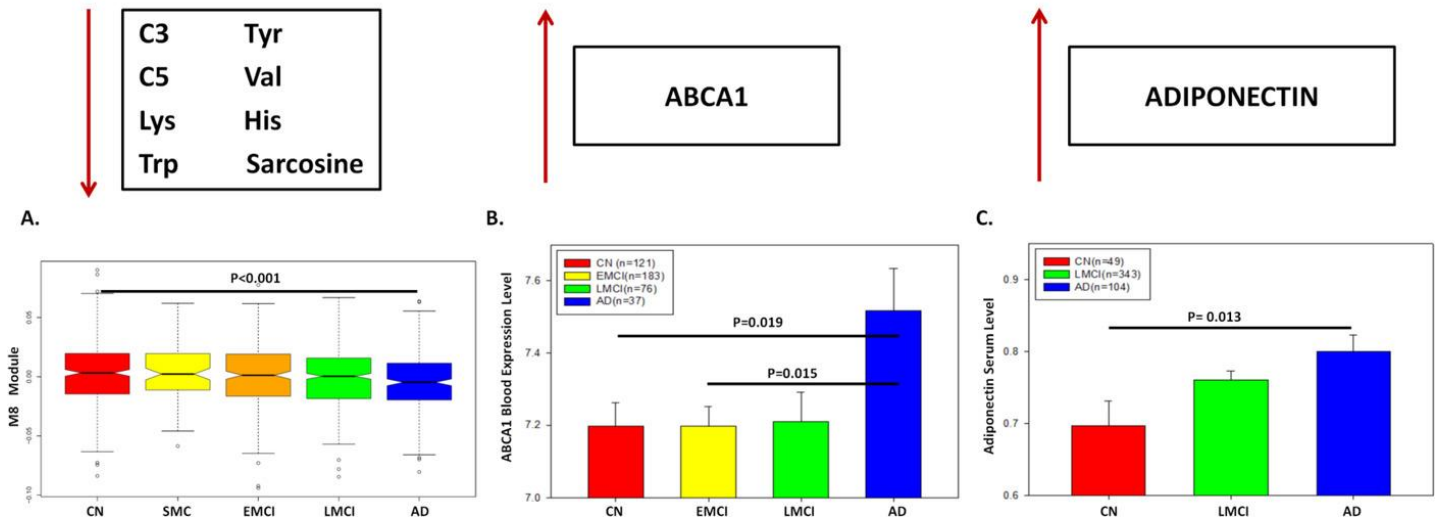 C3 Tyr
C5 Val
Lys His
Trp Sarcosine
ABCA1
ADIPONECTIN
A.
M8 Module
0.05
0.00
-0.05
-0.10
P<0.001
CN SMC EMCI LMCI AD
B.
ABCA1 Blood Expression Level
7.6
7.4
7.2
7.0
CN (n=121)
EMCI(n=183)
LMCI(n=76)
AD(n=37)
P=0.019
P=0.015
CN EMCI LMCI AD
C.
Adiponectin Serum Level
0.9
0.8
0.7
0.6
CN(n=49)
LMCI(n=343)
AD(n=104)
P= 0.013
CN LMCI AD